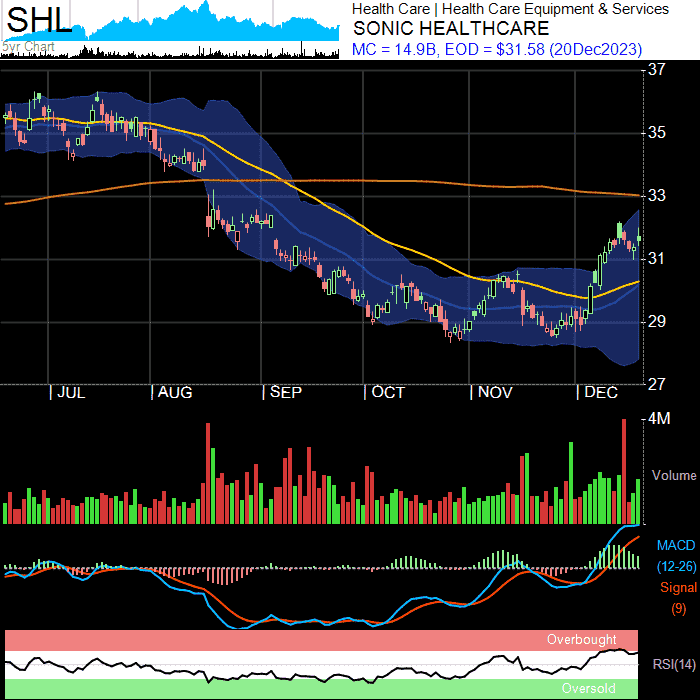 SHL
Health Care | Health Care Equipment & Services
SONIC HEALTHCARE
MC = 14.9B, EOD = $31.58 (20Dec2023)
5yr Chart
37
35
33
31
29
27
| JUL | AUG | SEP | OCT | NOV | DEC
4M
Volume
MACD
(12-26)
Signal
(9)
Overbought
RSI(14)
Oversold